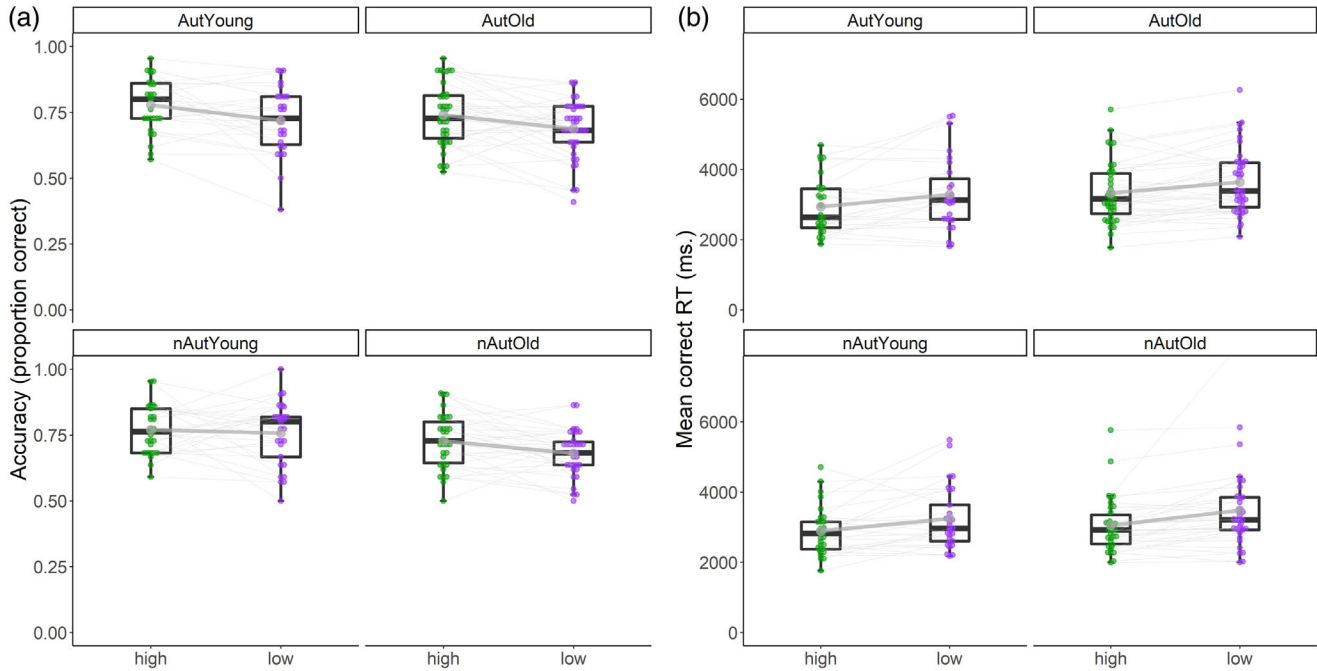 (a)
AutYoung
AutOld
1.00
0.75
0.50
0.25
0.00
nAutYoung
nAutOld
1.00
0.75
0.50
0.25
0.00
Accuracy (proportion correct)
high
low
high
low
(b)
AutYoung
AutOld
6000
4000
2000
0
nAutYoung
nAutOld
6000
4000
2000
0
Mean correct RT (ms.)
high
low
high
low